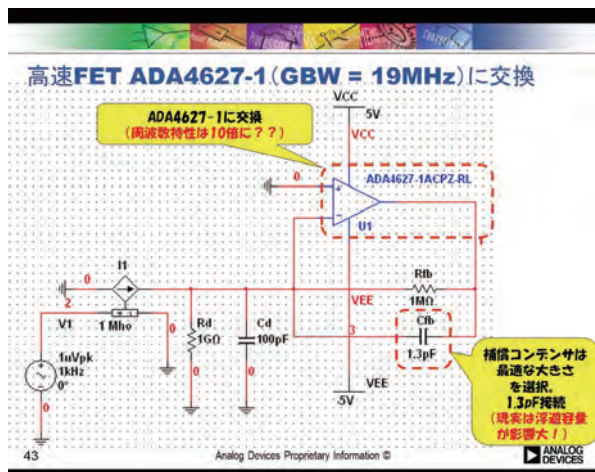 高速FET ADA4627-1(GBW = 19MHz)に交換
ADA4627-1に交換
(周波数特性は10倍に??)
VCC
5V
VCC
ADA4627-1ACPZ-RL
0
U1
I1
0
2
V1
1 Mho
0
Rd
1GΩ
Cd
100pF
VEE
Rfb
1MΩ
3
Cfb
1.3pF
1uVpk
1kHz
0°
0
0
0
VEE
-5V
補償コンデンサは
最適な大きさ
を選択。
1.3pF接続
(現実は浮遊容量
が影響大!)
43
Analog Devices Proprietary Information ©
ANALOG
DEVICES